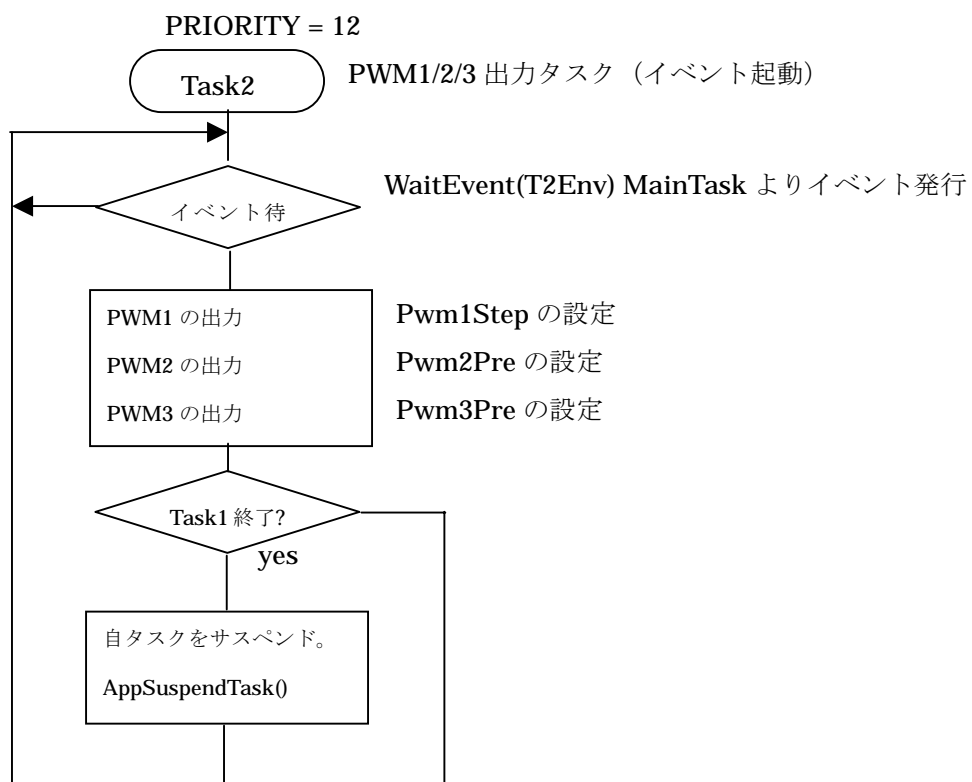 PRIORITY = 12
Task2
PWM1/2/3 出力タスク（イベント起動）
WaitEvent(T2Env) MainTask よりイベント発行
イベント待
PWM1 の出力
Pwm1Step の設定
PWM2 の出力
Pwm2Pre の設定
PWM3 の出力
Pwm3Pre の設定
Task1 終了?
yes
自タスクをサスペンド。
AppSuspendTask()